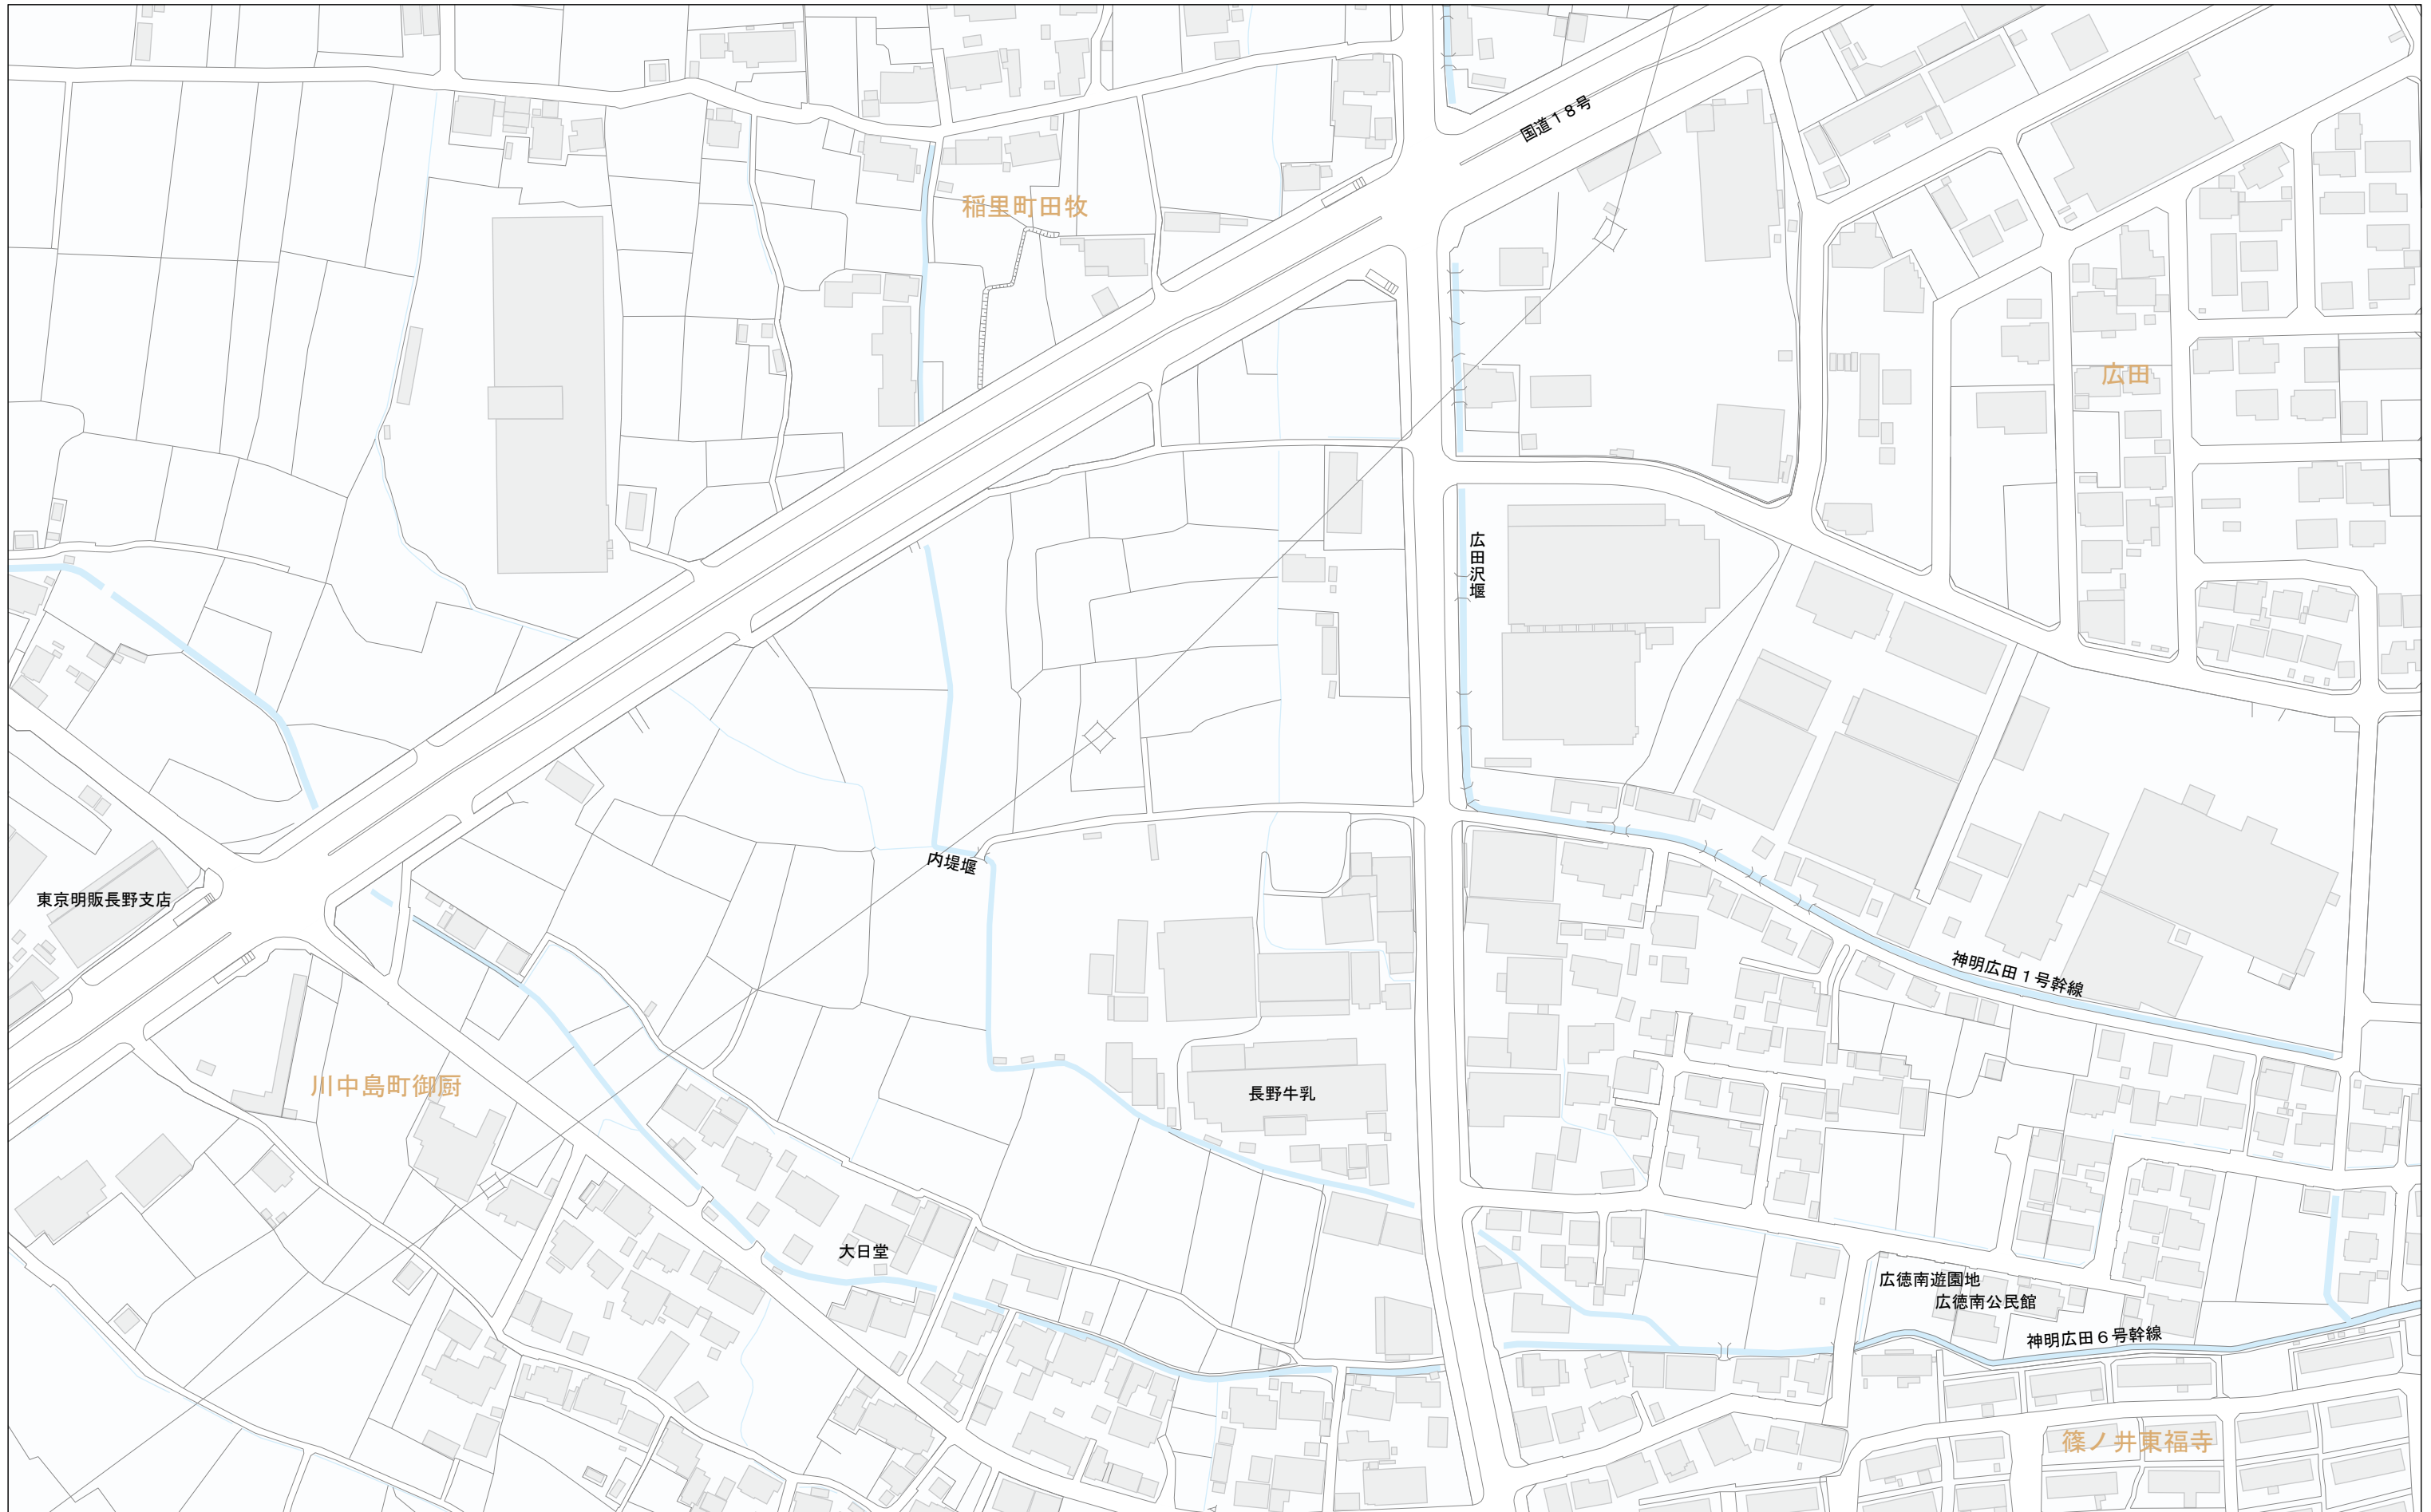 国道１８号
稲里町田牧
広田
広田沢堰
内堤堰
東京明販長野支店
神明広田１号幹線
川中島町御厨
長野牛乳
大日堂
広徳南遊園地
広徳南公民館
神明広田６号幹線
篠ノ井東福寺